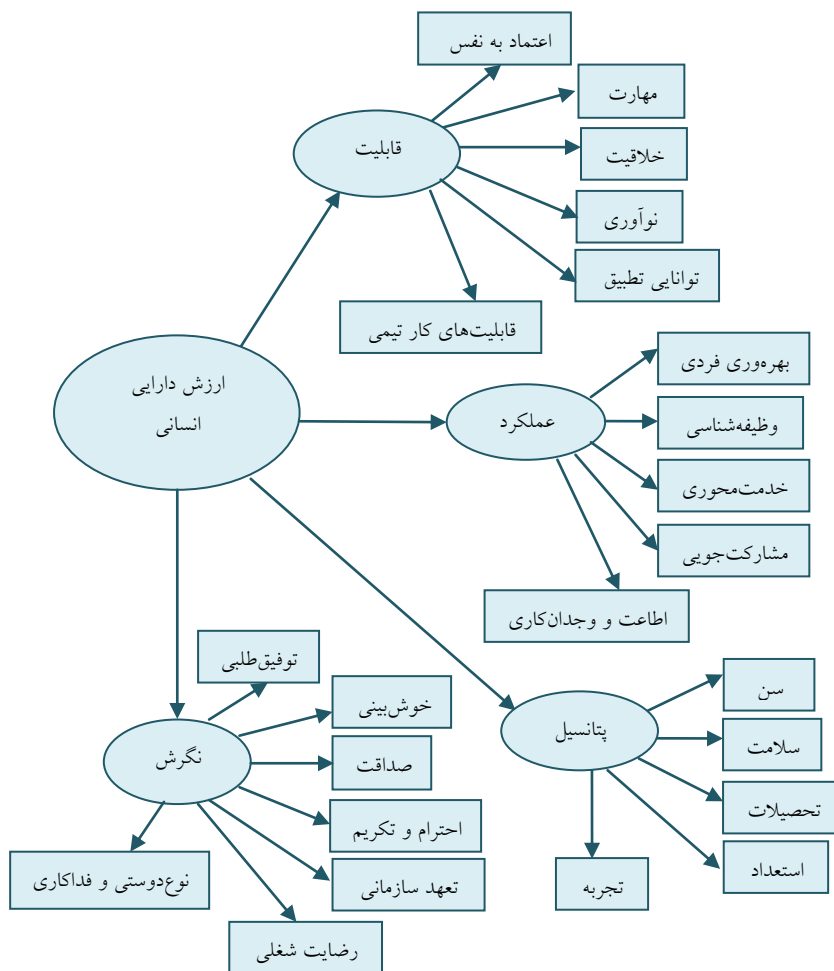 اعتماد به نفس
مهارت
قابلیت
خلاقیت
نوآوری
توانایی تطبیق
قابلیت‌های کار تیمی
ارزش دارایی
انسانی
بهره‌وری فردی
عملکرد
وظیفه‌شناسی
خدمت‌محوری
مشارکت‌جویی
اطاعت و وجدان‌کاری
توفیق‌طلبی
خوش‌بینی
نگرش
صداقت
احترام و تکریم
تعهد سازمانی
نوع‌دوستی و فداکاری
رضایت شغلی
سن
پتانسیل
سلامت
تحصیلات
استعداد
تجربه